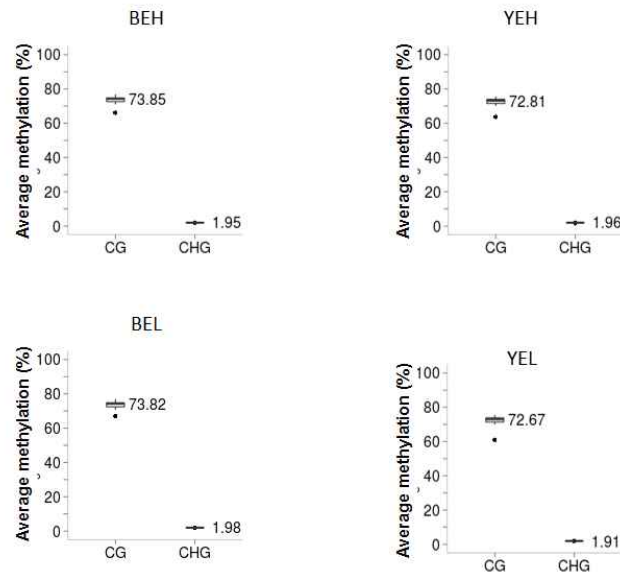 BEH
Average methylation (%)
100
80
60
40
20
0
73.85
1.95
CG CHG
YEH
Average methylation (%)
100
80
60
40
20
0
72.81
1.96
CG CHG
BEL
Average methylation (%)
100
80
60
40
20
0
73.82
1.98
CG CHG
YEL
Average methylation (%)
100
80
60
40
20
0
72.67
1.91
CG CHG